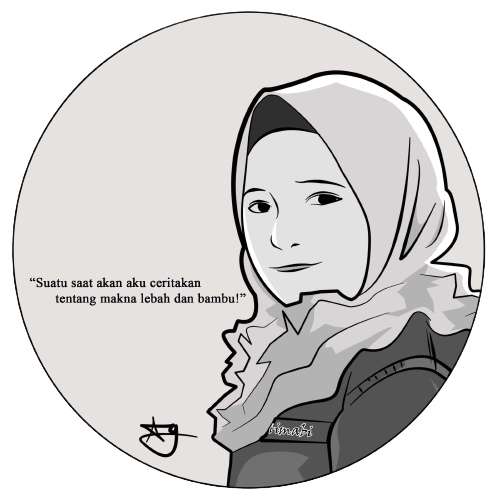 “Suatu saat akan aku ceritakan
tentang makna lebah dan bambu!”